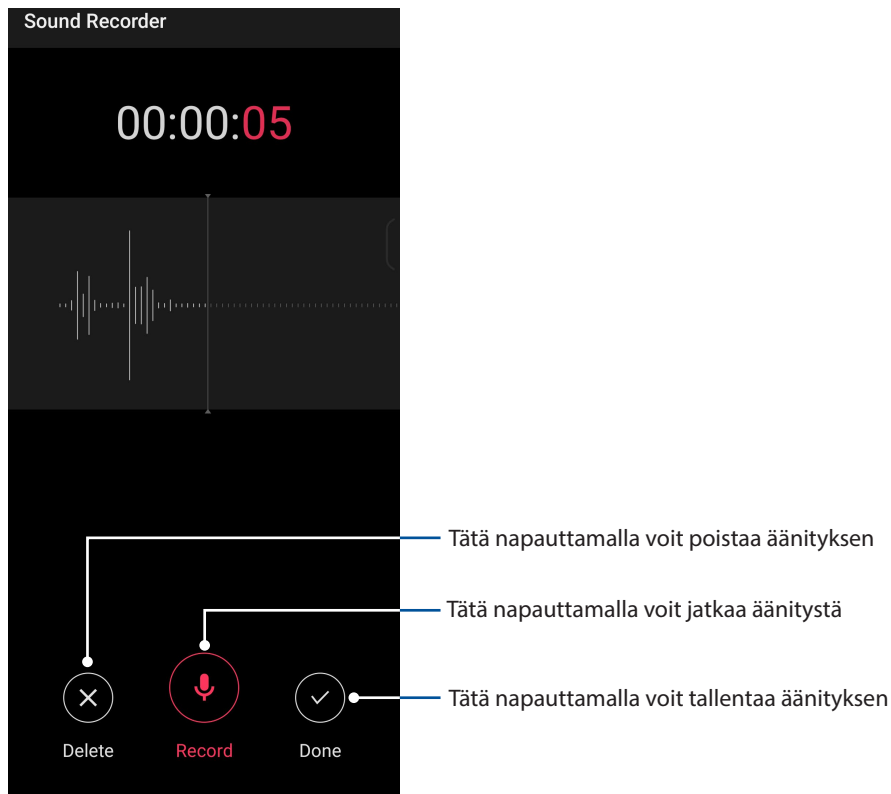 Sound Recorder
00:00:05
Tätä napauttamalla voit poistaa äänityksen
Tätä napauttamalla voit jatkaa äänitystä
Tätä napauttamalla voit tallentaa äänityksen
Delete
Record
Done